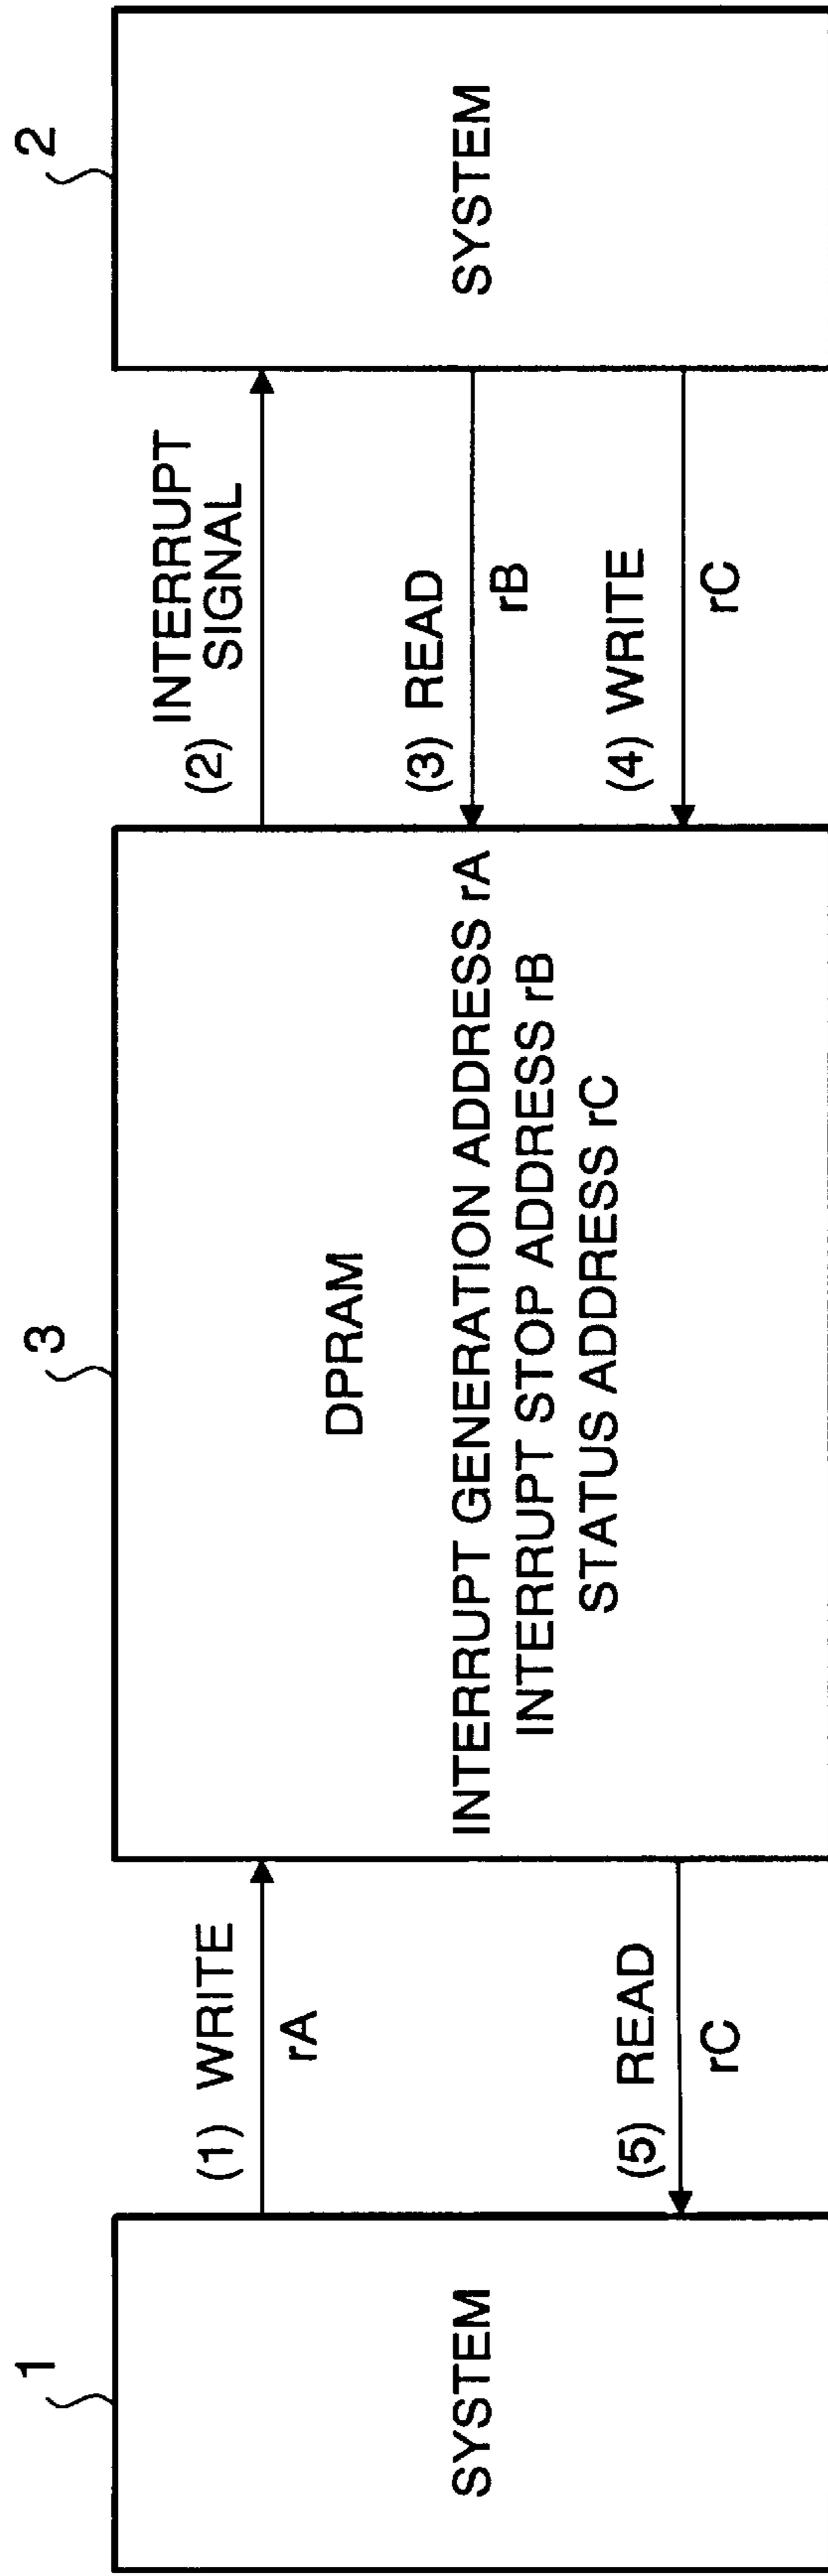 1
3
2
SYSTEM
(1) WRITE
rA
(5) READ
rC
DPRAM
INTERRUPT GENERATION ADDRESS rA
INTERRUPT STOP ADDRESS rB
STATUS ADDRESS rC
INTERRUPT
(2) SIGNAL
(3) READ
rB
(4) WRITE
rC
SYSTEM